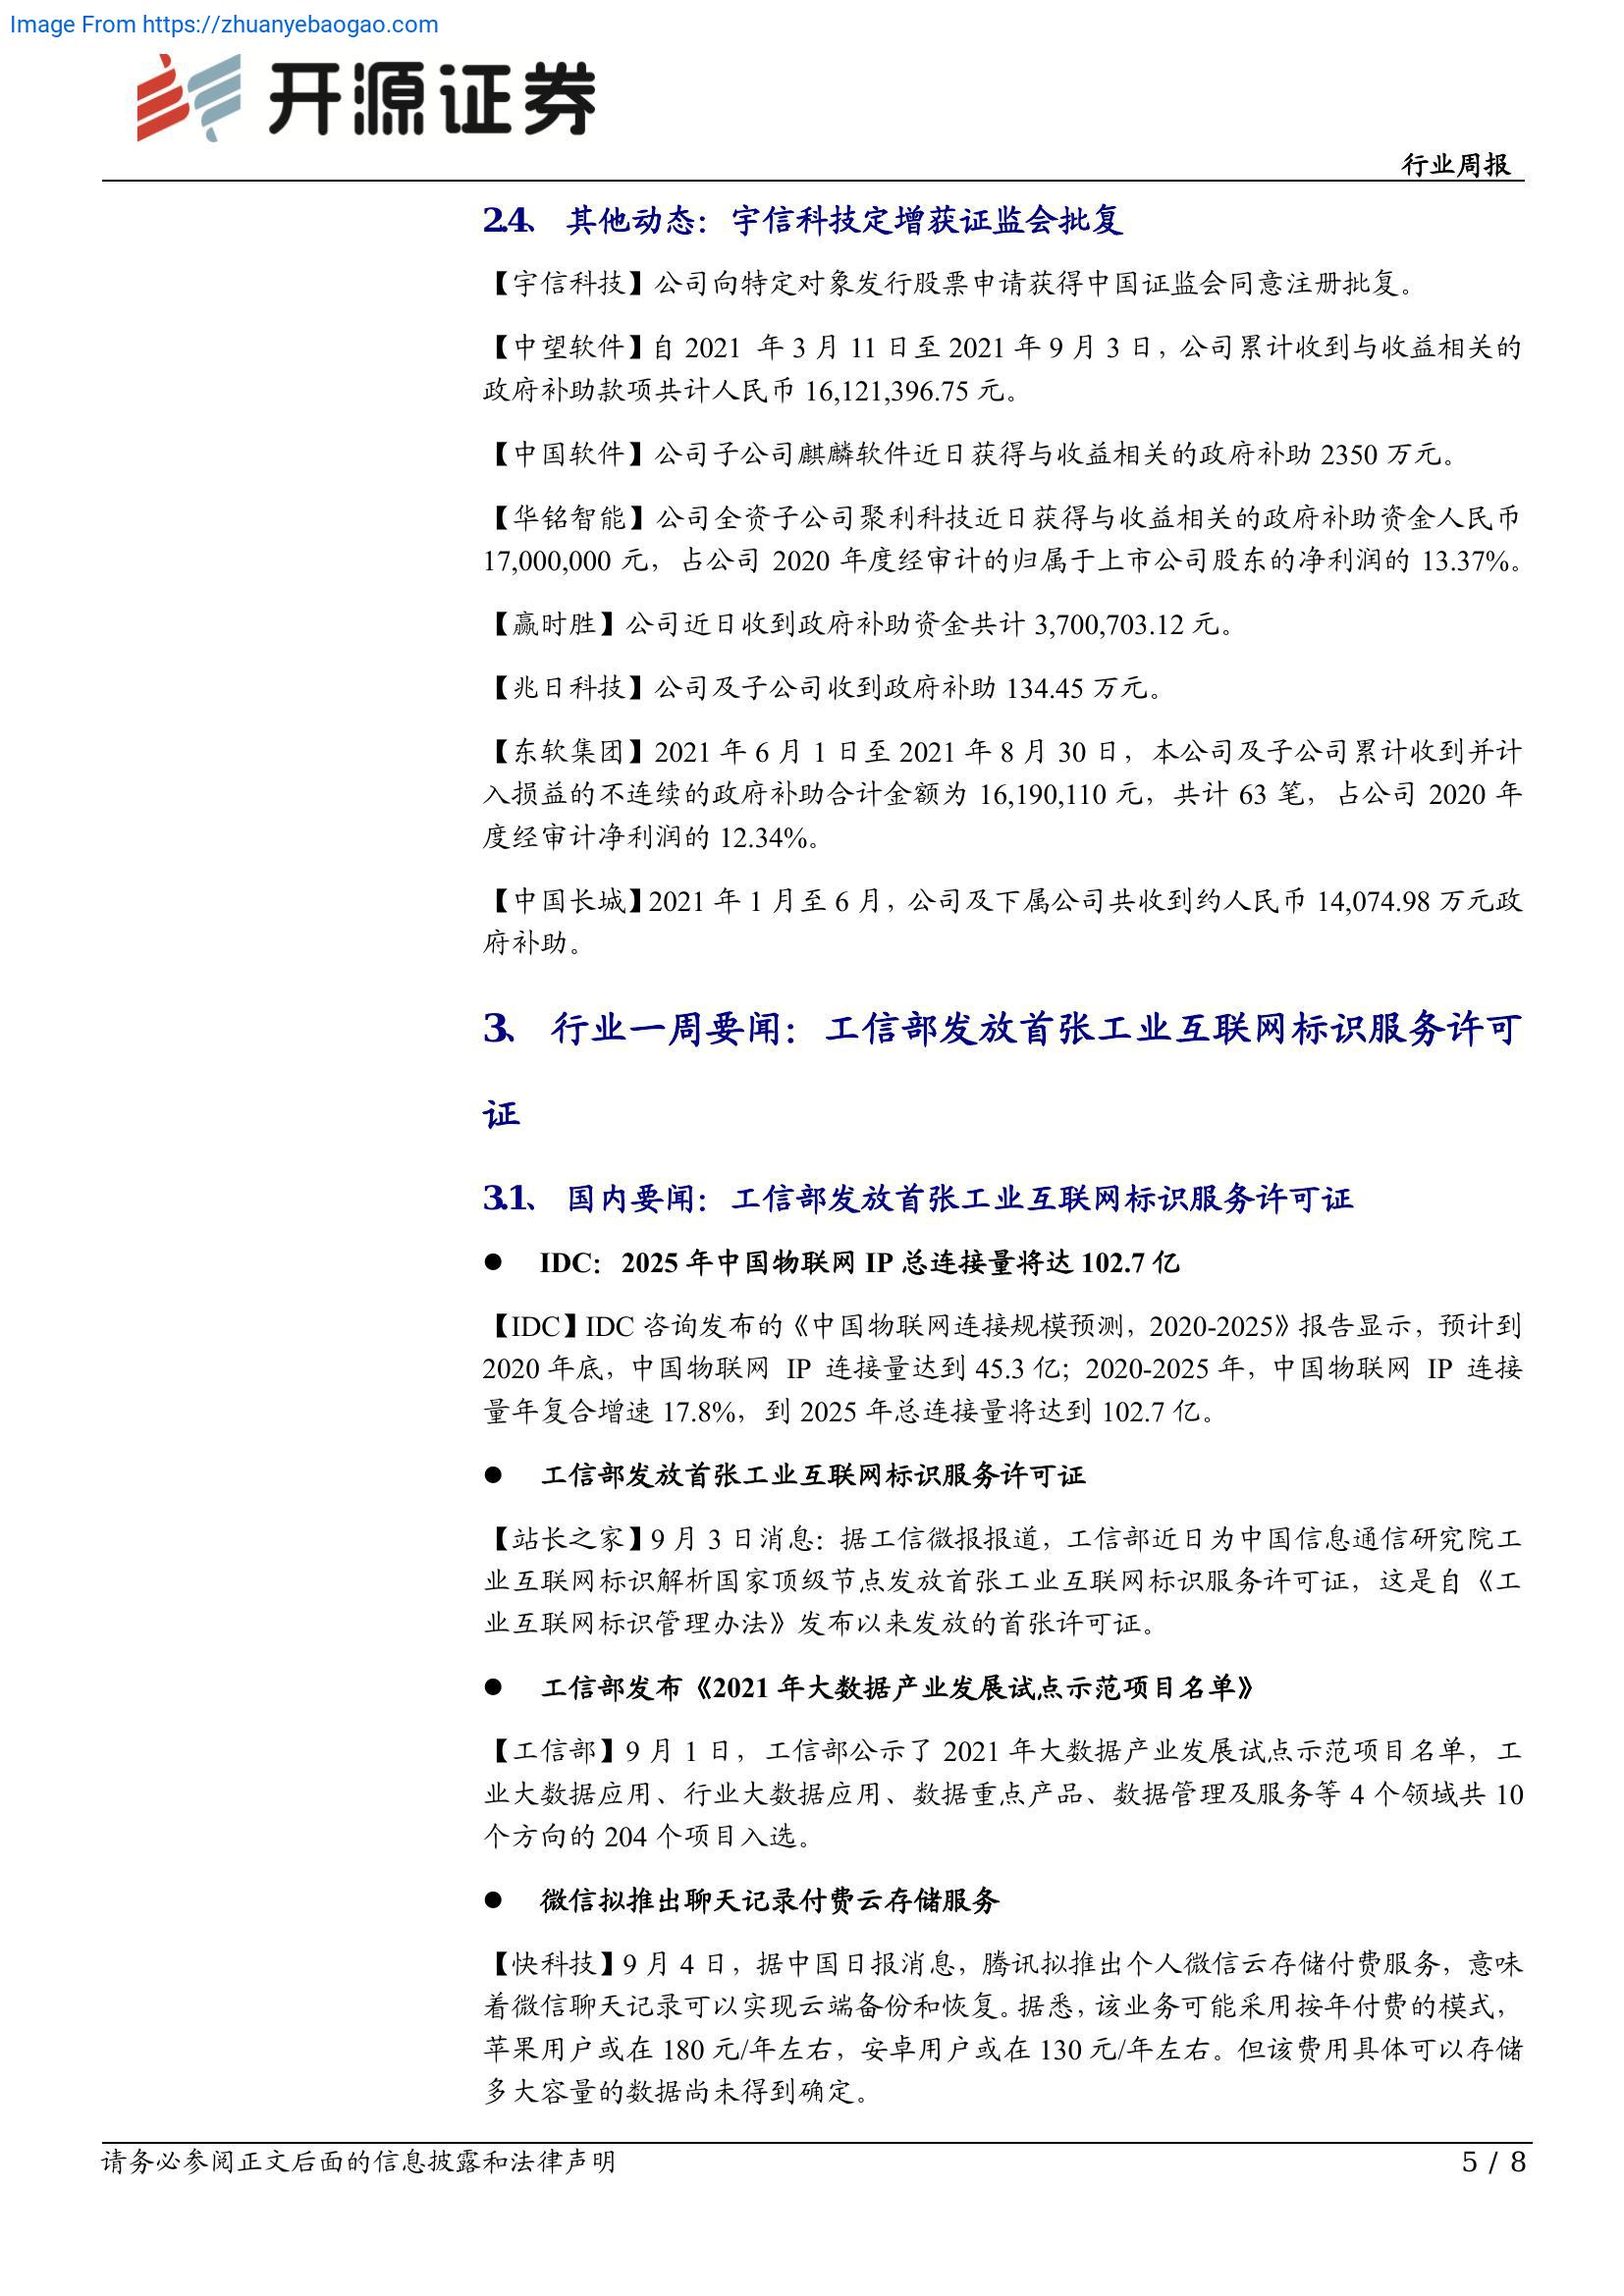 Image From https://zhuanyebaogao.com
开源证券
行业周报
2.4、 其他动态：宇信科技定增获证监会批复
【宇信科技】公司向特定对象发行股票申请获得中国证监会同意注册批复。
【中望软件】自 2021 年 3 月 11 日至 2021 年 9 月 3 日，公司累计收到与收益相关的
政府补助款项共计人民币 16,121,396.75 元。
【中国软件】公司子公司麒麟软件近日获得与收益相关的政府补助 2350 万元。
【华铭智能】公司全资子公司聚利科技近日获得与收益相关的政府补助资金人民币
17,000,000 元，占公司 2020 年度经审计的归属于上市公司股东的净利润的 13.37%。
【赢时胜】公司近日收到政府补助资金共计 3,700,703.12 元。
【兆日科技】公司及子公司收到政府补助 134.45 万元。
【东软集团】2021 年 6 月 1 日至 2021 年 8 月 30 日，本公司及子公司累计收到并计
入损益的不连续的政府补助合计金额为 16,190,110 元，共计 63 笔，占公司 2020 年
度经审计净利润的 12.34%。
【中国长城】2021 年 1 月至 6 月，公司及下属公司共收到约人民币 14,074.98 万元政
府补助。
3、 行业一周要闻：工信部发放首张工业互联网标识服务许可
证
3.1、 国内要闻：工信部发放首张工业互联网标识服务许可证
● IDC：2025 年中国物联网 IP 总连接量将达 102.7 亿
【IDC】IDC 咨询发布的《中国物联网连接规模预测，2020-2025》报告显示，预计到
2020 年底，中国物联网 IP 连接量达到 45.3 亿；2020-2025 年，中国物联网 IP 连接
量年复合增速 17.8%，到 2025 年总连接量将达到 102.7 亿。
● 工信部发放首张工业互联网标识服务许可证
【站长之家】9 月 3 日消息：据工信微报报道，工信部近日为中国信息通信研究院工
业互联网标识解析国家顶级节点发放首张工业互联网标识服务许可证，这是自《工
业互联网标识管理办法》发布以来发放的首张许可证。
● 工信部发布《2021 年大数据产业发展试点示范项目名单》
【工信部】9 月 1 日，工信部公示了 2021 年大数据产业发展试点示范项目名单，工
业大数据应用、行业大数据应用、数据重点产品、数据管理及服务等 4 个领域共 10
个方向的 204 个项目入选。
● 微信拟推出聊天记录付费云存储服务
【快科技】9 月 4 日，据中国日报消息，腾讯拟推出个人微信云存储付费服务，意味
着微信聊天记录可以实现云端备份和恢复。据悉，该业务可能采用按年付费的模式，
苹果用户或在 180 元/年左右，安卓用户或在 130 元/年左右。但该费用具体可以存储
多大容量的数据尚未得到确定。
请务必参阅正文后面的信息披露和法律声明
5 / 8